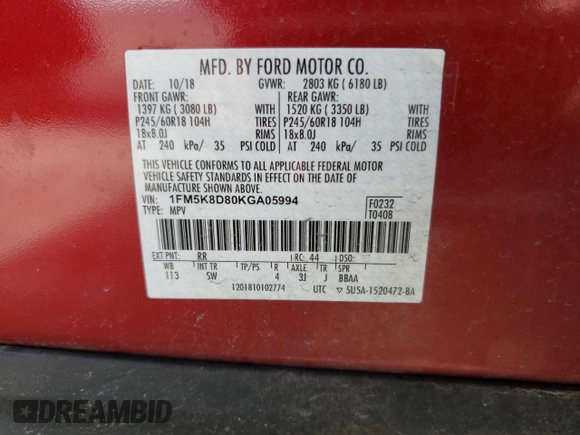 MFD. BY FORD MOTOR CO.
DATE: 10/18 GVWR: 2803 KG ( 6180 LB)
FRONT GAWR: REAR GAWR:
1397 KG ( 3080 LB) WITH 1520 KG ( 3350 LB) WITH
P245/60R18 104H TIRES P245/60R18 104H TIRES
18x8.0J RIMS 18x8.0J RIMS
AT 240 kPa/ 35 PSI COLD AT 240 kPa/ 35 PSI COLD
THIS VEHICLE CONFORMS TO ALL APPLICABLE FEDERAL MOTOR
VEHICLE SAFETY AND THEFT PREVENTION STANDARDS IN EFFECT ON THE DATE OF
MANUFACTURE SHOWN ABOVE.
VIN: 1FM5K8D80KGA05994 F0232
TYPE: MPV T0408
EXT PNT: RR RC: 44 DSO:
WB INT TR TP/PS R AXLE TR SPR
113 SW 4 3J J BBAA
1201810102774 UTC ▽ 5U5A-1520472-BA
DREAMBID